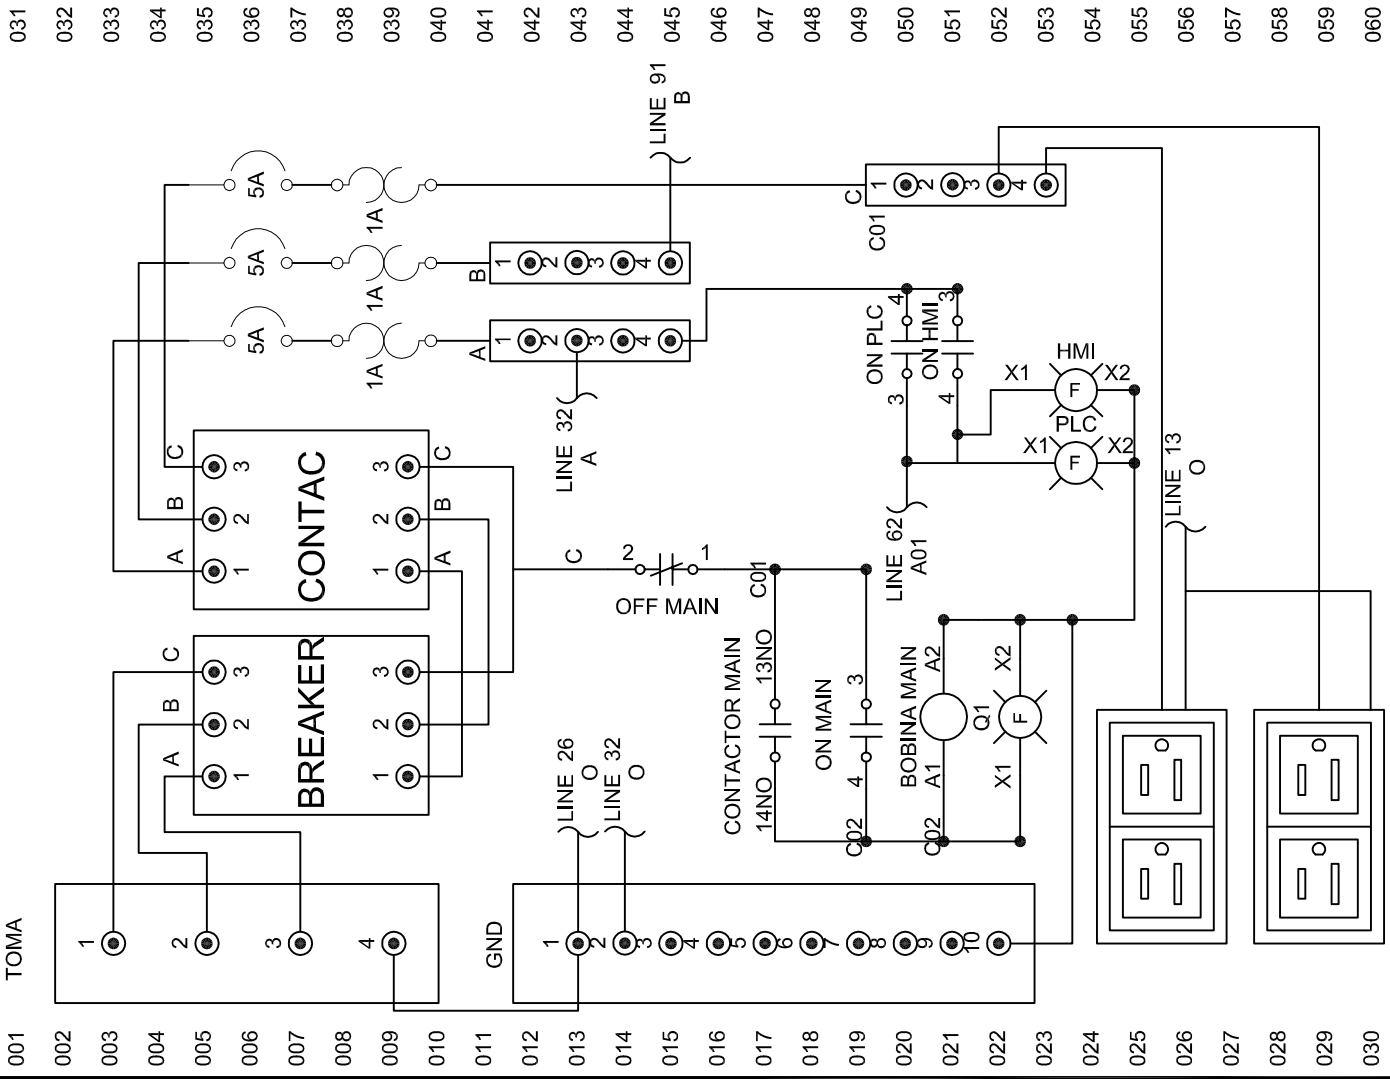 TOMA
001
002
003
004
005
006
007
008
009
010
011
012
013
014
015
016
017
018
019
020
021
022
023
024
025
026
027
028
029
030
1
2
3
4
GND
1
2
3
4
5
6
7
8
9
10
BREAKER
A
B
C
1
2
3
1
2
3
CONTAC
A
B
C
1
2
3
1
2
3
A
B
C
LINE 26
O
LINE 32
O
C
2
1
OFF MAIN
C01
CONTACTOR MAIN
14NO
13NO
ON MAIN
4
3
C02
BOBINA MAIN
A1
A2
C02
Q1
X1
X2
F
LINE 62
A01
LINE 13
O
LINE 32
A
ON PLC
3
4
ON HMI
4
3
HMI
X1
X2
F
PLC
X1
X2
F
5A
5A
5A
1A
1A
1A
A
1
2
3
4
B
1
2
3
4
LINE 91
B
C
C01
1
2
3
4
031
032
033
034
035
036
037
038
039
040
041
042
043
044
045
046
047
048
049
050
051
052
053
054
055
056
057
058
059
060